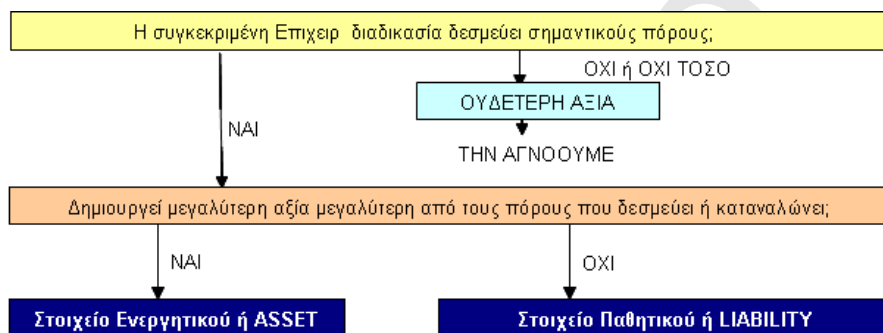 Η συγκεκριμένη Επιχειρ διαδικασία δεσμεύει σημαντικούς πόρους;
ΟΧΙ ή ΟΧΙ ΤΟΣΟ
ΟΥΔΕΤΕΡΗ ΑΞΙΑ
ΝΑΙ
ΤΗΝ ΑΓΝΟΟΥΜΕ
Δημιουργεί μεγαλύτερη αξία μεγαλύτερη από τους πόρους που δεσμεύει ή καταναλώνει;
ΝΑΙ
ΟΧΙ
Στοιχείο Ενεργητικού ή ASSET
Στοιχείο Παθητικού ή LIABILITY